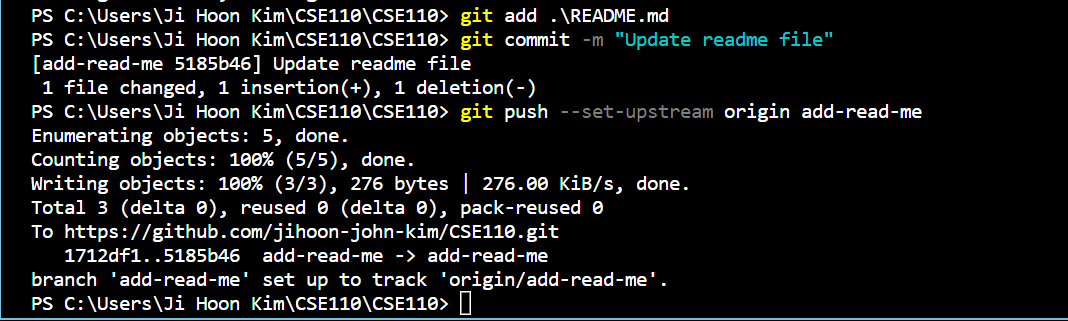 PS C:\Users\Ji Hoon Kim\CSE110\CSE110> git add .\README.md
PS C:\Users\Ji Hoon Kim\CSE110\CSE110> git commit -m "Update readme file"
[add-read-me 5185b46] Update readme file
 1 file changed, 1 insertion(+), 1 deletion(-)
PS C:\Users\Ji Hoon Kim\CSE110\CSE110> git push --set-upstream origin add-read-me
Enumerating objects: 5, done.
Counting objects: 100% (5/5), done.
Writing objects: 100% (3/3), 276 bytes | 276.00 KiB/s, done.
Total 3 (delta 0), reused 0 (delta 0), pack-reused 0
To https://github.com/jihoon-john-kim/CSE110.git
   1712df1..5185b46  add-read-me -> add-read-me
branch 'add-read-me' set up to track 'origin/add-read-me'.
PS C:\Users\Ji Hoon Kim\CSE110\CSE110>